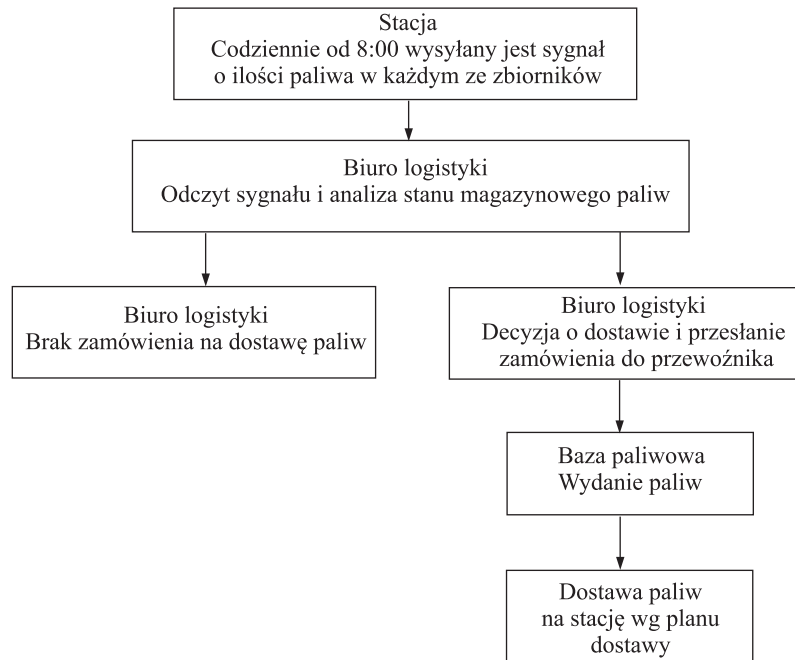 Stacja
Codziennie od 8:00 wysyłany jest sygnał
o ilości paliwa w każdym ze zbiorników
Biuro logistyki
Odczyt sygnału i analiza stanu magazynowego paliw
Biuro logistyki
Brak zamówienia na dostawę paliw
Biuro logistyki
Decyzja o dostawie i przesłanie
zamówienia do przewoźnika
Baza paliwowa
Wydanie paliw
Dostawa paliw
na stację wg planu
dostawy